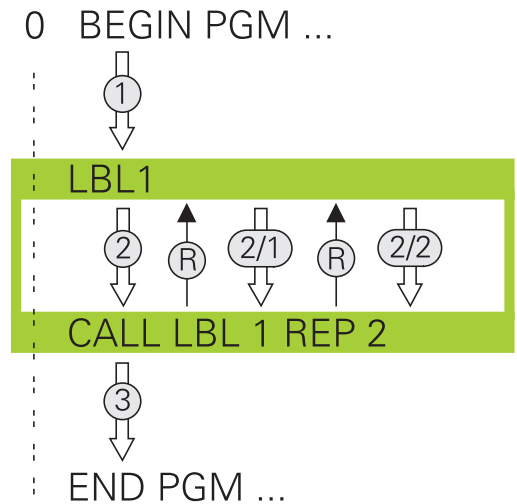 0 BEGIN PGM ...
1
LBL1
2 R 2/1 R 2/2
CALL LBL 1 REP 2
3
END PGM ...